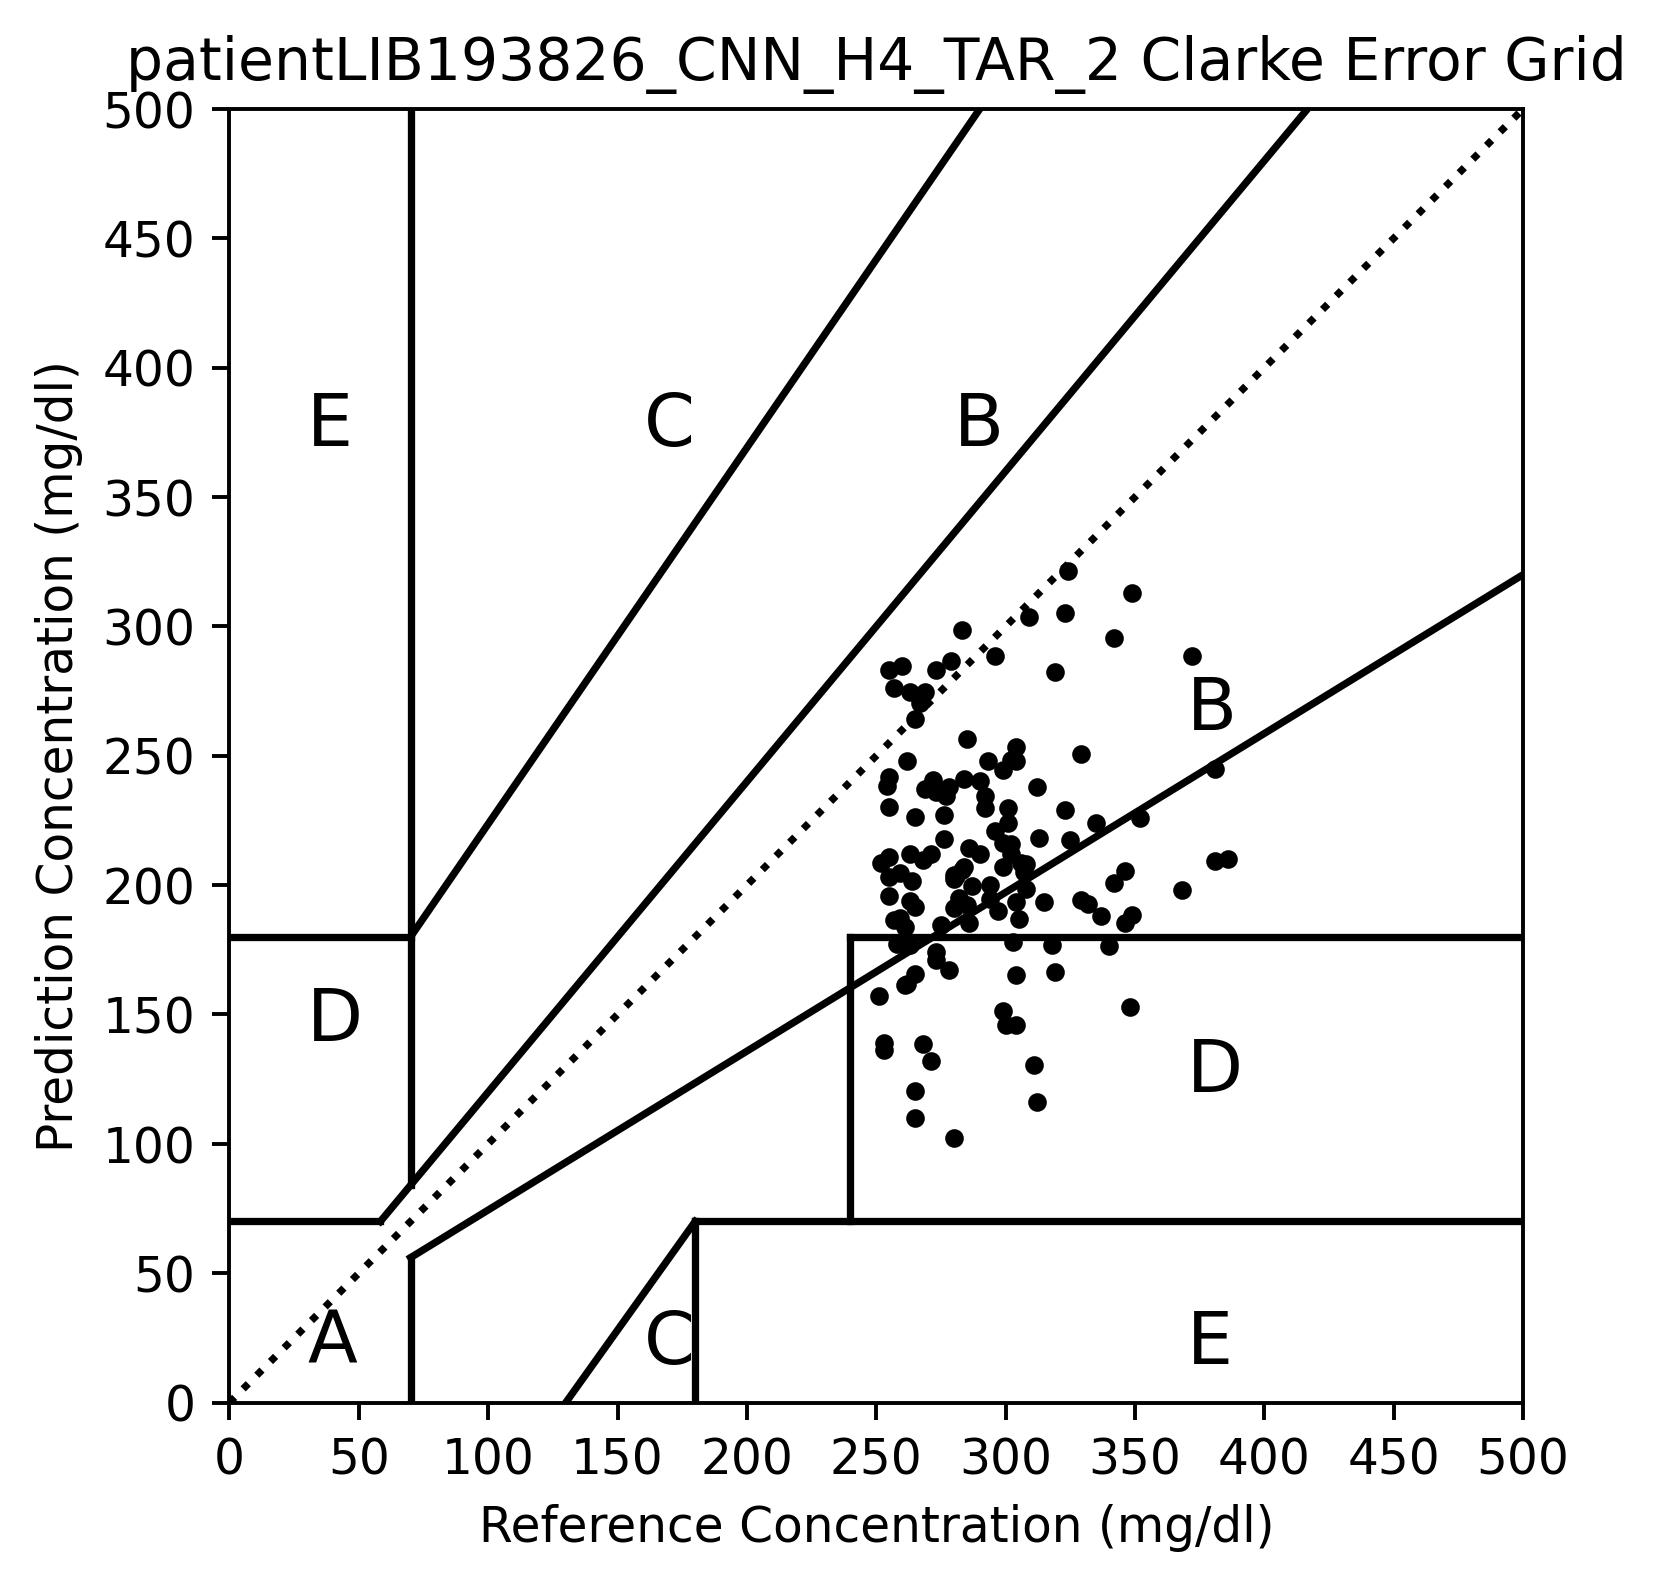 patientLIB193826_CNN_H4_TAR_2 Clarke Error Grid
500
450
400
350
300
250
200
150
100
50
0
Prediction Concentration (mg/dl)
E
C
B
B
D
D
A
C
E
0 50 100 150 200 250 300 350 400 450 500
Reference Concentration (mg/dl)